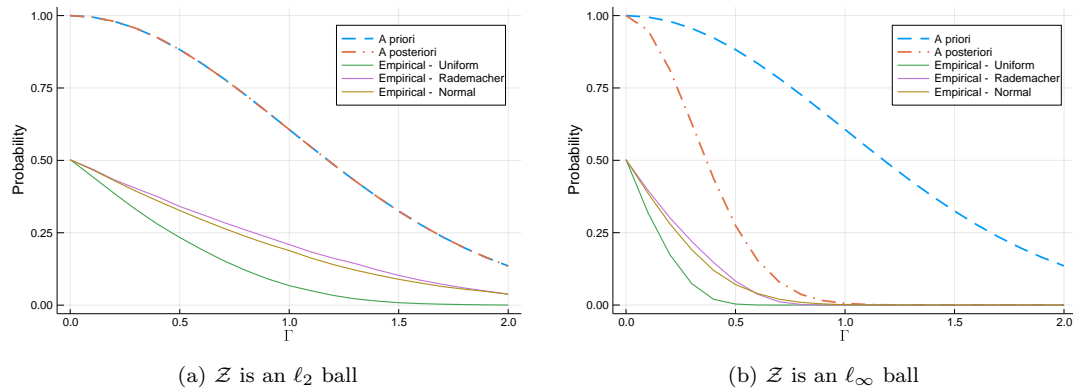 1.00
0.75
0.50
0.25
0.00
Probability
A priori
A posteriori
Empirical - Uniform
Empirical - Rademacher
Empirical - Normal
0.0 0.5 1.0 1.5 2.0
Γ
(a) 𝒵 is an ℓ₂ ball
1.00
0.75
0.50
0.25
0.00
Probability
A priori
A posteriori
Empirical - Uniform
Empirical - Rademacher
Empirical - Normal
0.0 0.5 1.0 1.5 2.0
Γ
(b) 𝒵 is an ℓ∞ ball